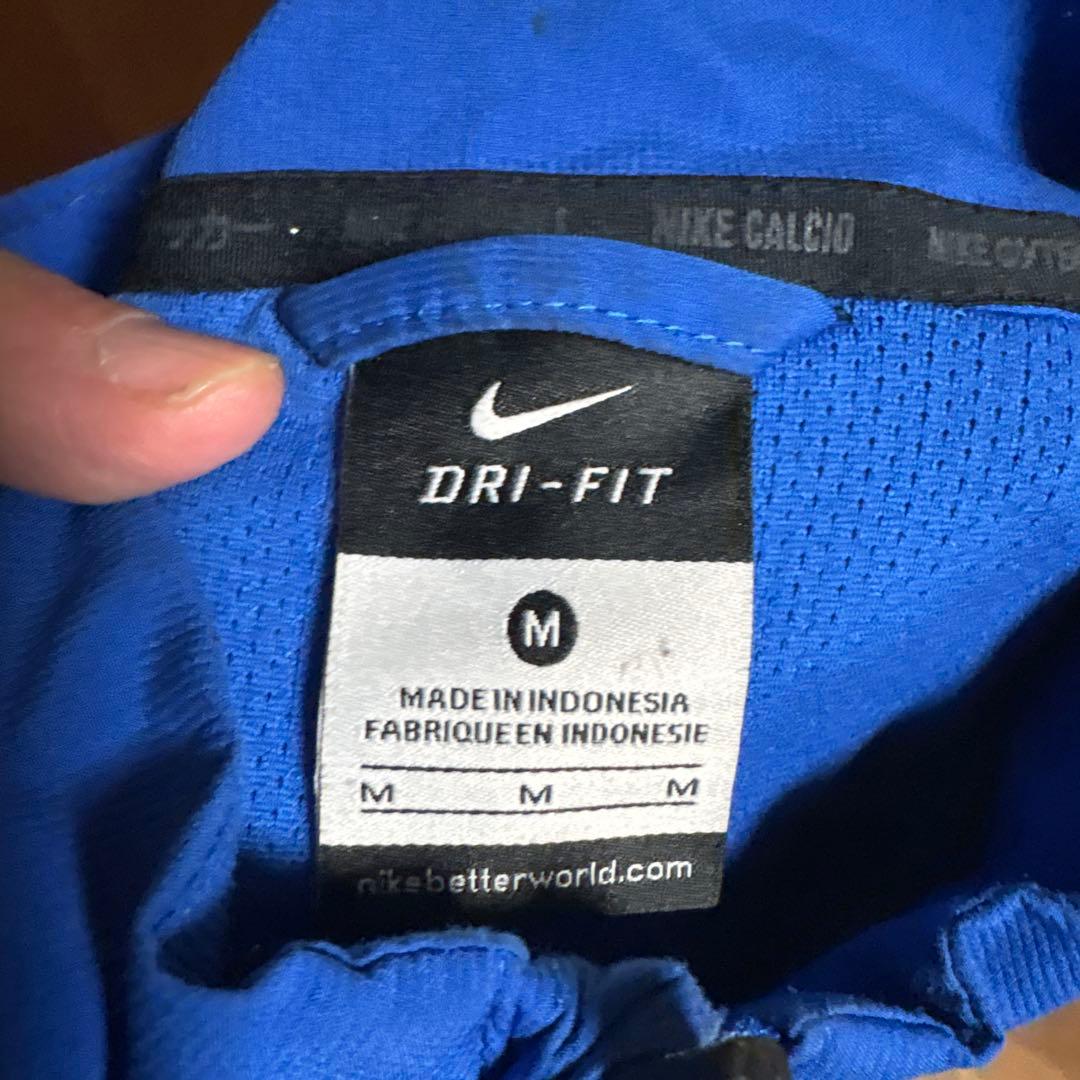 NIKE CALCIO
DRI-FIT
M
MADE IN INDONESIA
FABRIQUE EN INDONESIE
M M M
nikebetterworld.com